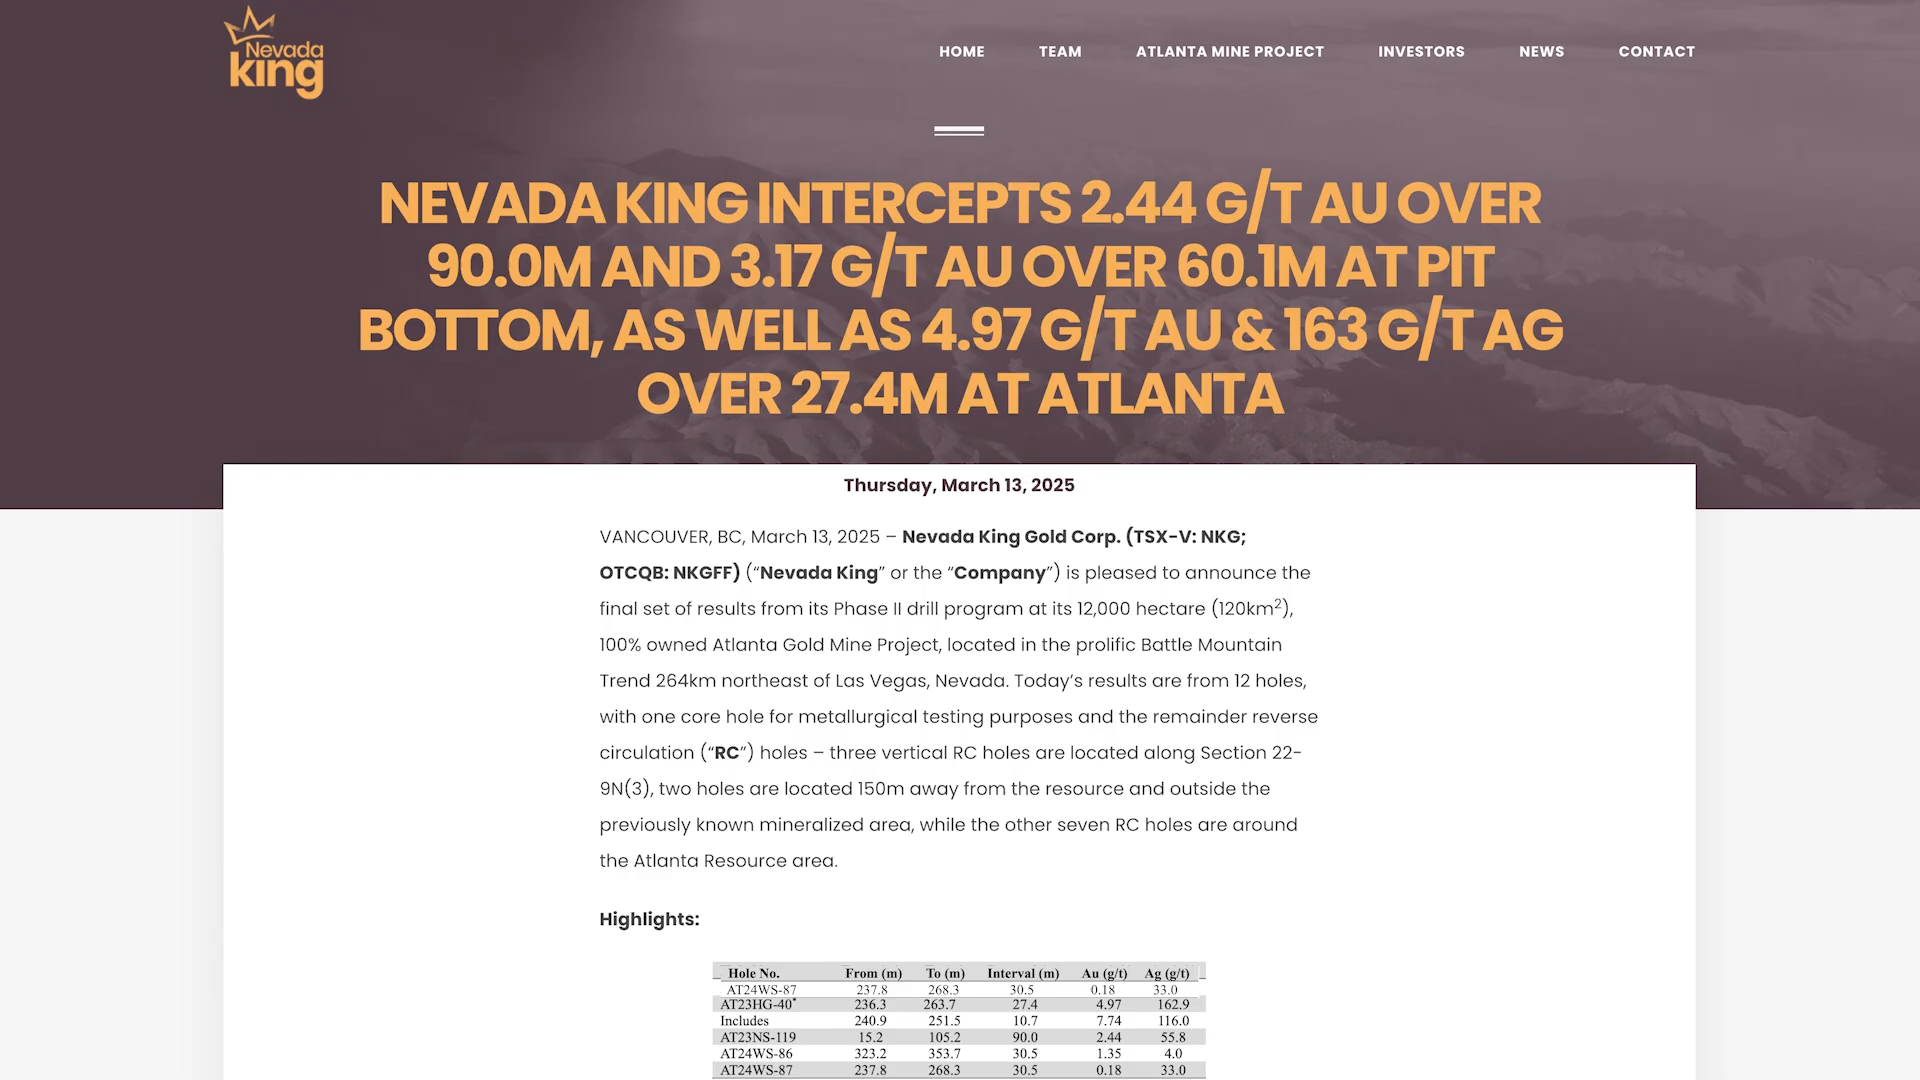 Nevada
king
HOME TEAM ATLANTA MINE PROJECT INVESTORS NEWS CONTACT
NEVADA KING INTERCEPTS 2.44 G/T AU OVER
90.0M AND 3.17 G/T AU OVER 60.1M AT PIT
BOTTOM, AS WELL AS 4.97 G/T AU & 163 G/T AG
OVER 27.4M AT ATLANTA
Thursday, March 13, 2025
VANCOUVER, BC, March 13, 2025 – Nevada King Gold Corp. (TSX-V: NKG;
OTCQB: NKGFF) (“Nevada King” or the “Company”) is pleased to announce the
final set of results from its Phase II drill program at its 12,000 hectare (120km²),
100% owned Atlanta Gold Mine Project, located in the prolific Battle Mountain
Trend 264km northeast of Las Vegas, Nevada. Today’s results are from 12 holes,
with one core hole for metallurgical testing purposes and the remainder reverse
circulation (“RC”) holes – three vertical RC holes are located along Section 22-
9N(3), two holes are located 150m away from the resource and outside the
previously known mineralized area, while the other seven RC holes are around
the Atlanta Resource area.
Highlights:
Hole No. From (m) To (m) Interval (m) Au (g/t) Ag (g/t)
AT24WS-87 237.8 268.3 30.5 0.18 33.0
AT23HG-40* 236.3 263.7 27.4 4.97 162.9
Includes 240.9 251.5 10.7 7.74 116.0
AT23NS-119 15.2 105.2 90.0 2.44 55.8
AT24WS-86 323.2 353.7 30.5 1.35 4.0
AT24WS-87 237.8 268.3 30.5 0.18 33.0